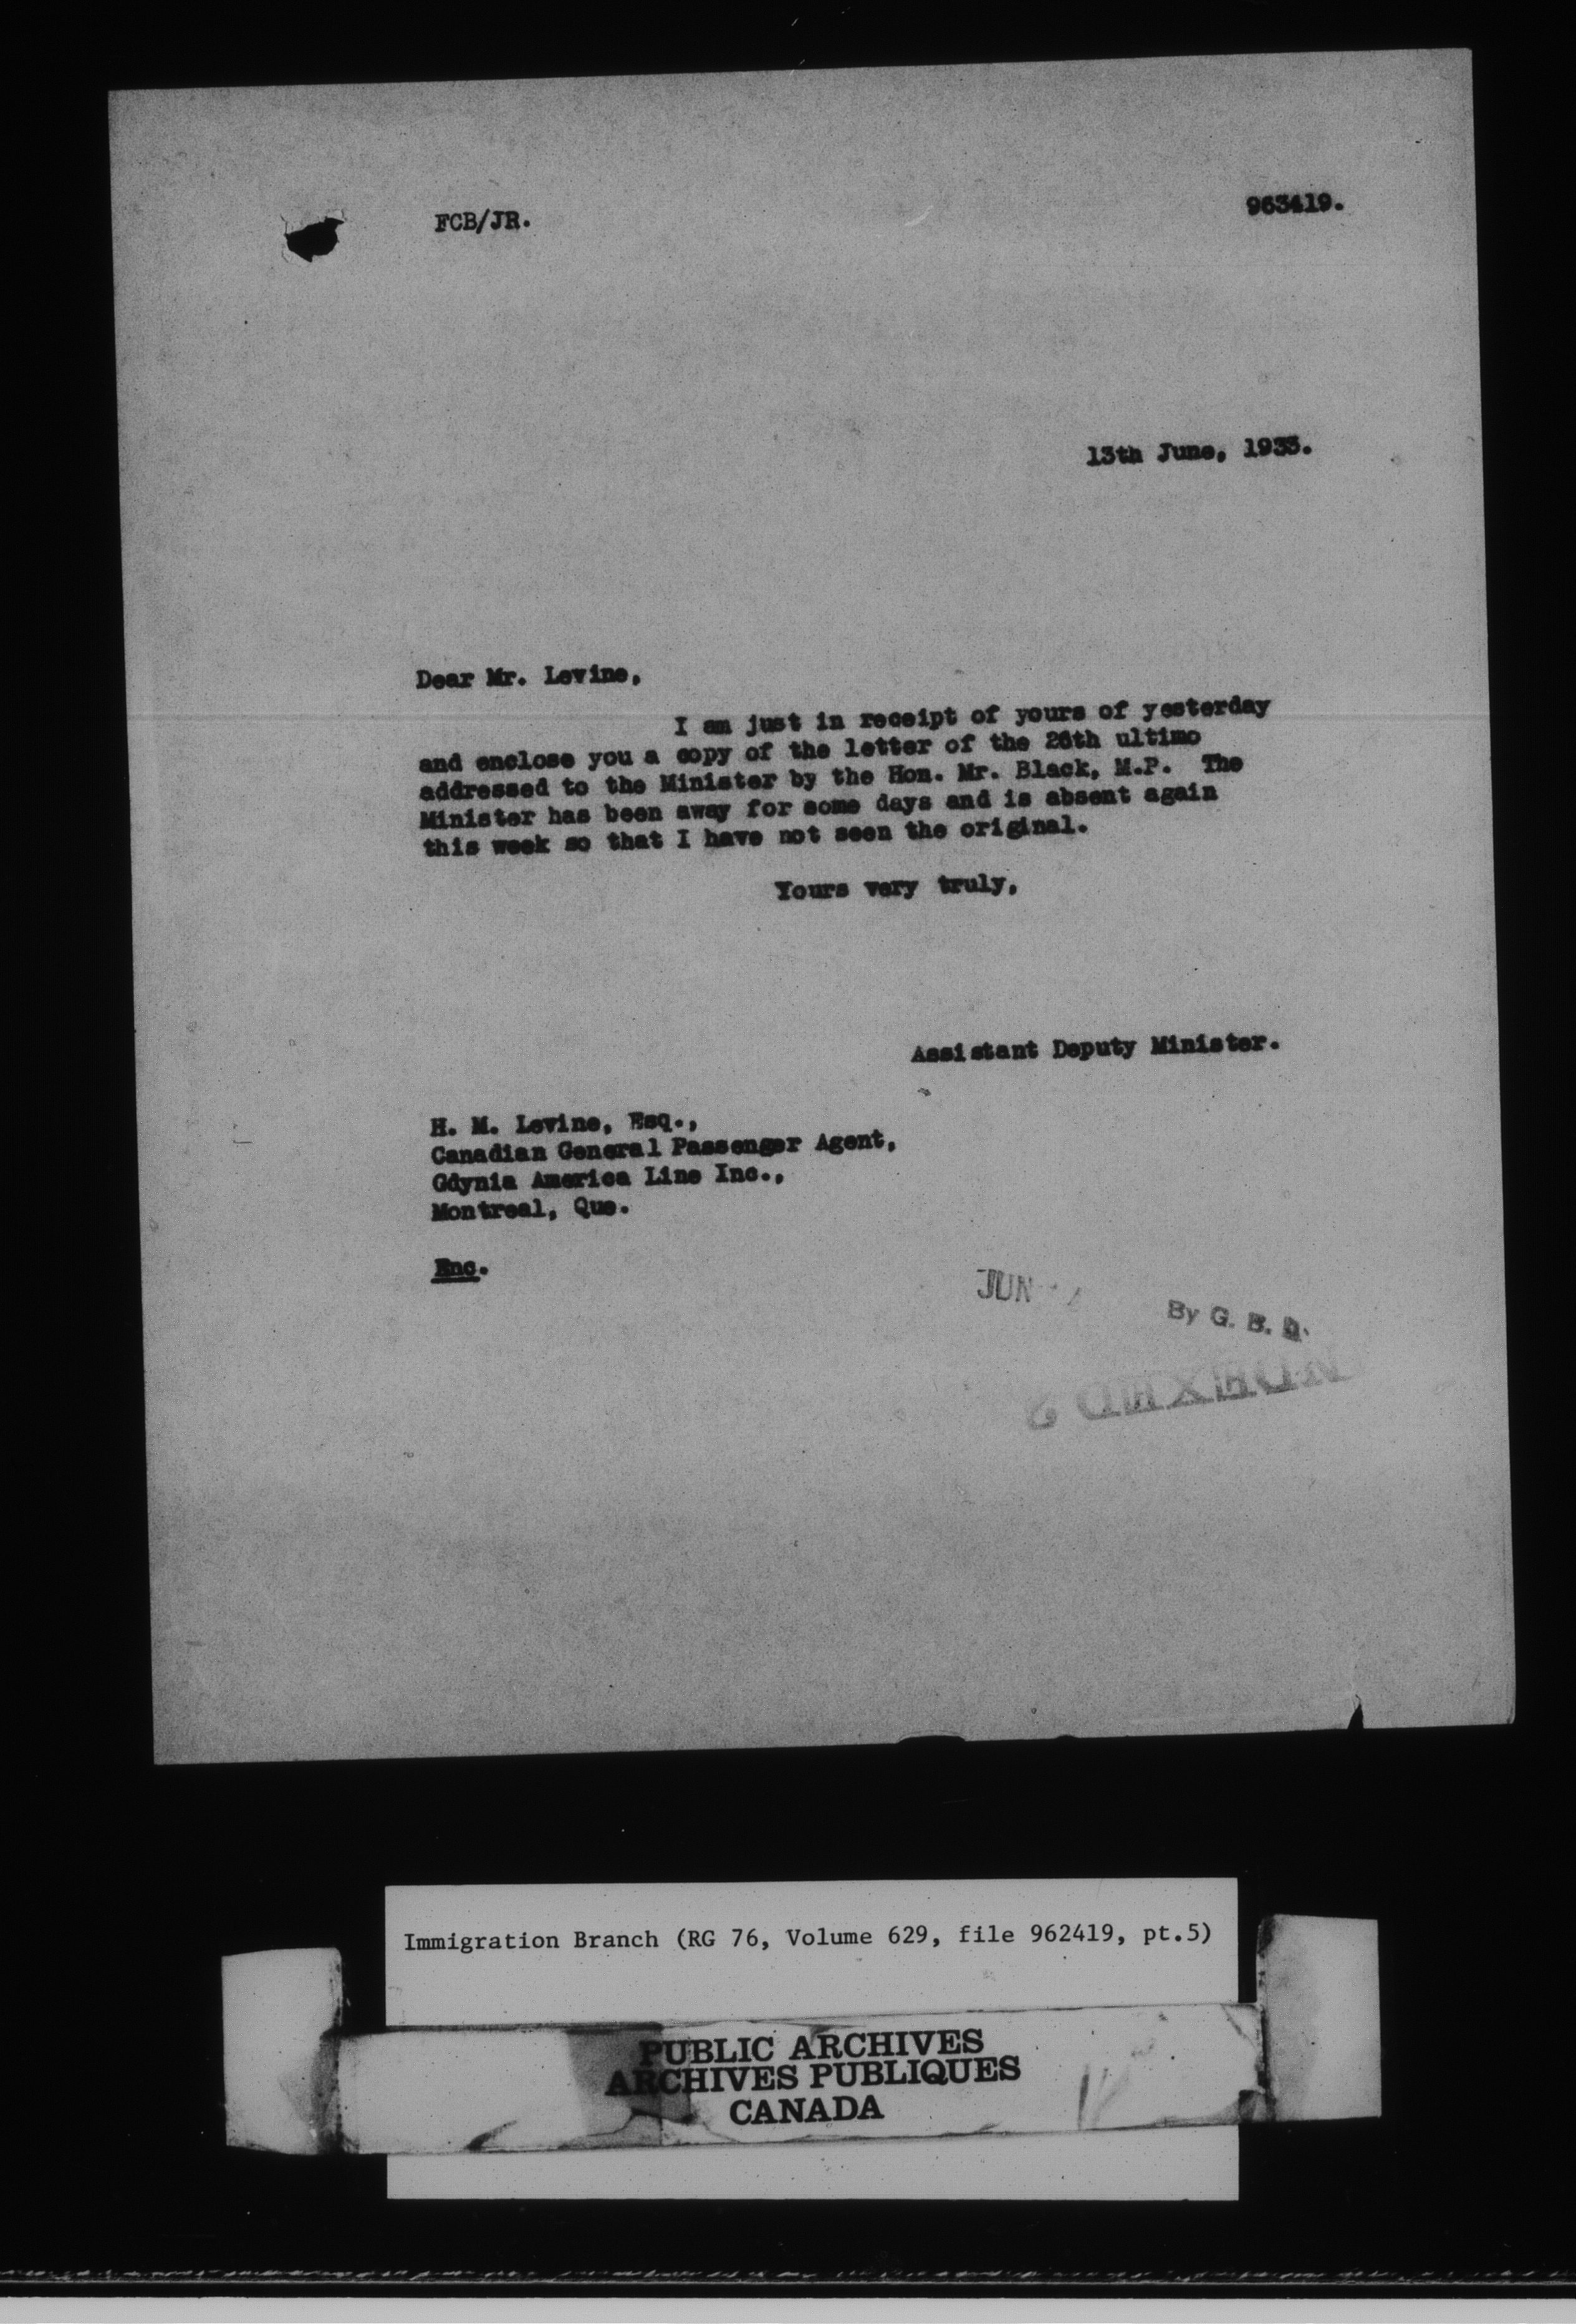 FCB/JR.
963419.
13th June, 1933.
Dear Mr. Levine,
I am just in receipt of yours of yesterday
and enclose you a copy of the letter of the 26th ultimo
addressed to the Minister by the Hon. Mr. Black, M.P. The
Minister has been away for some days and is absent again
this week so that I have not seen the original.
Yours very truly,
Assistant Deputy Minister.
H. M. Levine, Esq.,
Canadian General Passenger Agent,
Gdynia America Line Inc.,
Montreal, Que.
Enc.
JUN
By G. B.
Immigration Branch (RG 76, Volume 629, file 962419, pt.5)
PUBLIC ARCHIVES
ARCHIVES PUBLIQUES
CANADA